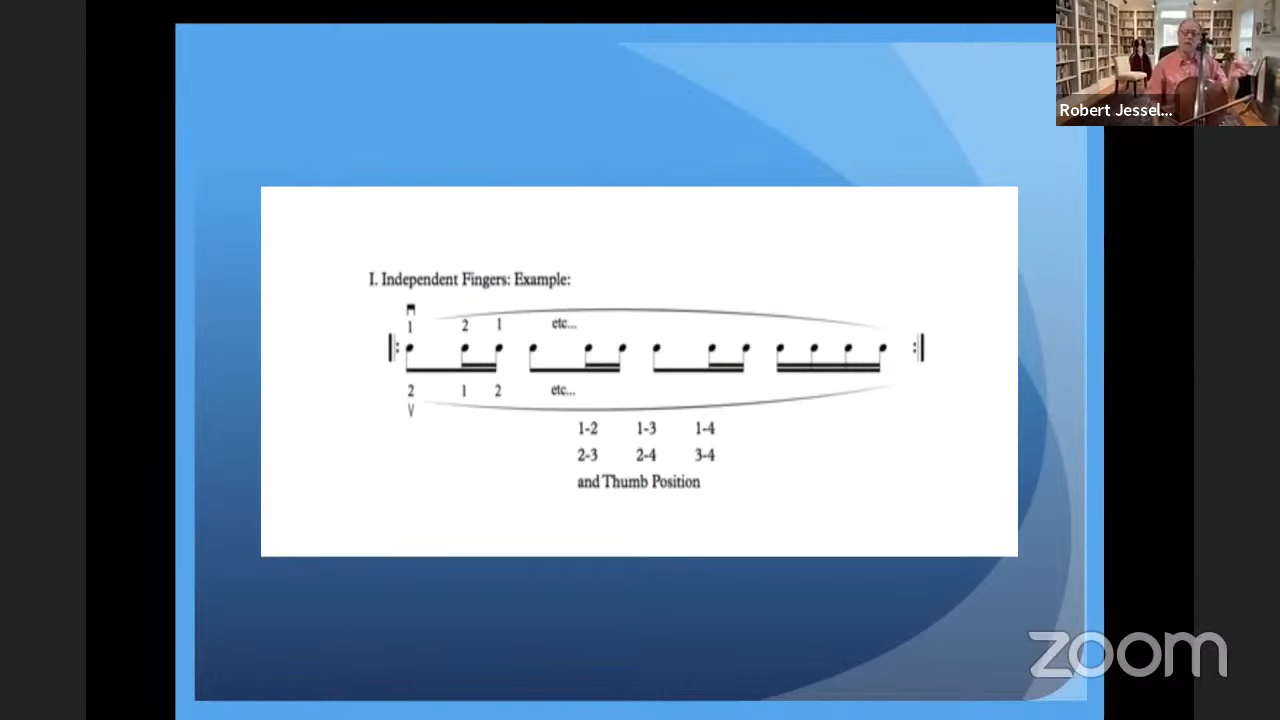 Robert Jessel...
I. Independent Fingers: Example:
1 2 1 etc...
2 1 2 etc...
V
1-2 1-3 1-4
2-3 2-4 3-4
and Thumb Position
zoom